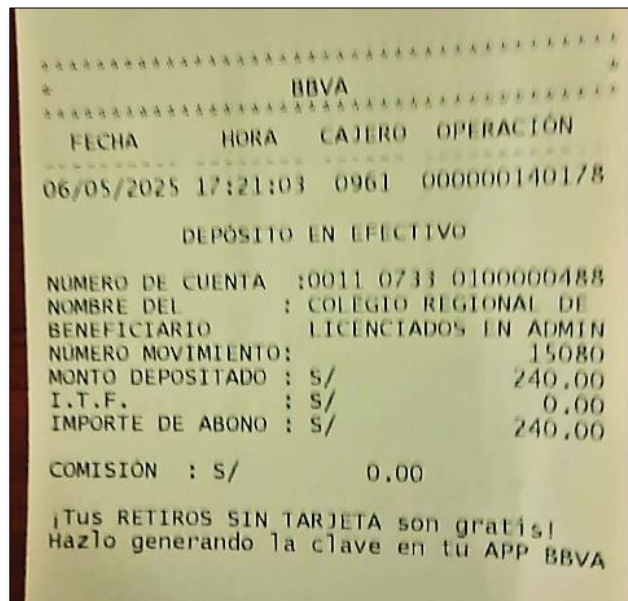 * * * * * * * * * * * * * * * * * * * * * * * * * * * * * * * * * * * * * * * *
* BBVA *
* * * * * * * * * * * * * * * * * * * * * * * * * * * * * * * * * * * * * * * *
FECHA HORA CAJERO OPERACIÓN
06/05/2025 17:21:03 0961 000000140178
DEPÓSITO EN EFECTIVO
NUMERO DE CUENTA :0011 0733 0100000488
NOMBRE DEL : COLEGIO REGIONAL DE
BENEFICIARIO LICENCIADOS EN ADMIN
NUMERO MOVIMIENTO: 15080
MONTO DEPOSITADO : S/ 240.00
I.T.F. : S/ 0.00
IMPORTE DE ABONO : S/ 240.00
COMISIÓN : S/ 0.00
¡Tus RETIROS SIN TARJETA son gratis!
Hazlo generando la clave en tu APP BBVA